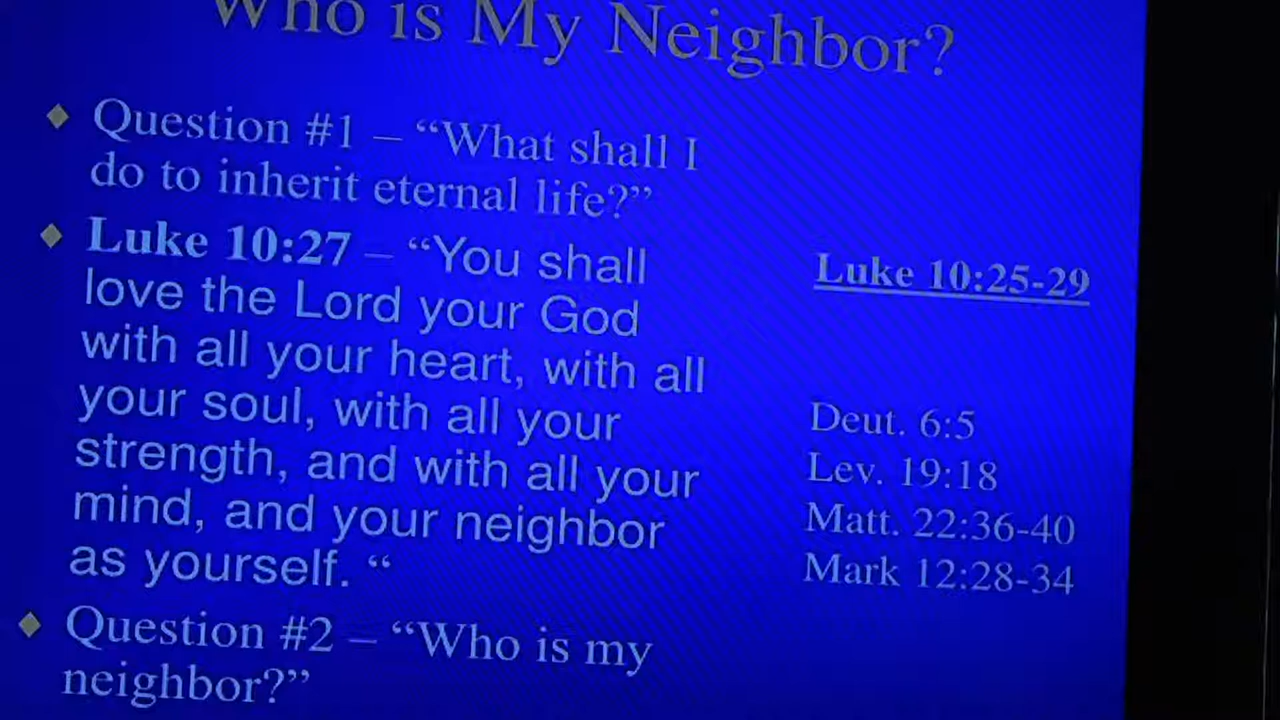 Who is My Neighbor?
Question #1 – “What shall I
do to inherit eternal life?”
Luke 10:27 – “You shall
love the Lord your God
with all your heart, with all
your soul, with all your
strength, and with all your
mind, and your neighbor
as yourself. “
Question #2 – “Who is my
neighbor?”
Luke 10:25-29
Deut. 6:5
Lev. 19:18
Matt. 22:36-40
Mark 12:28-34